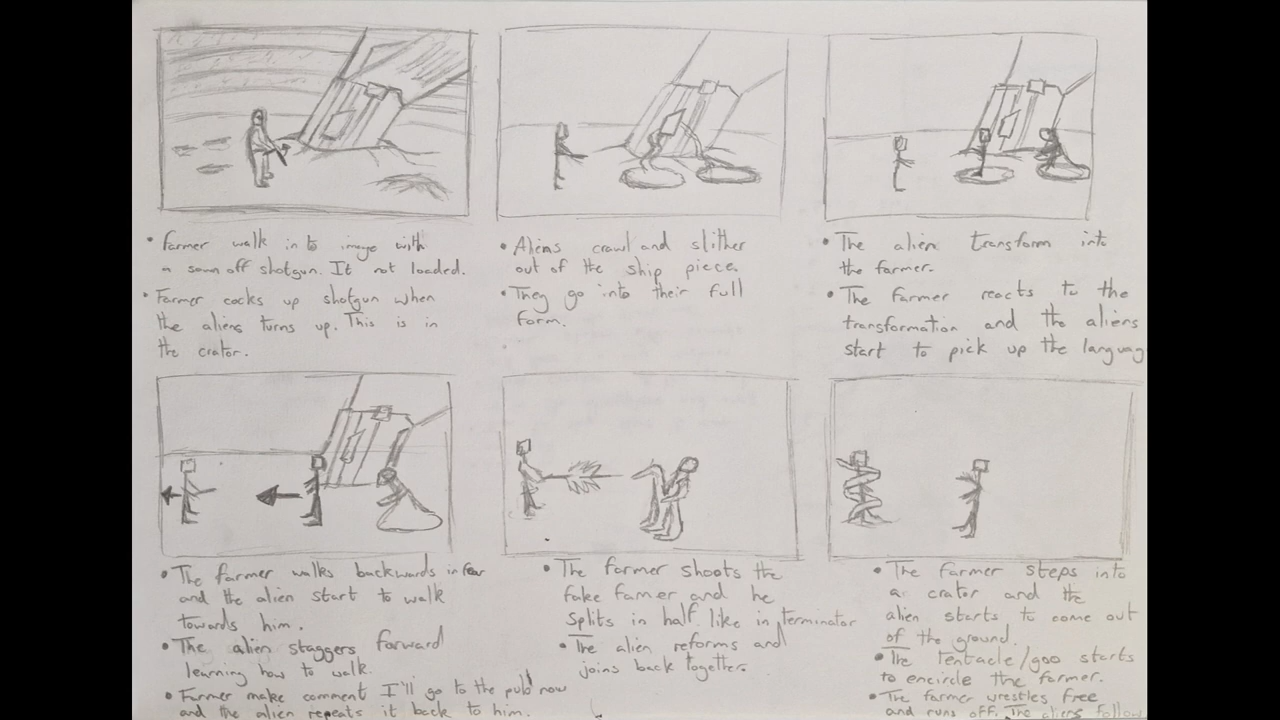 • Farmer walk in to image with
a sawn off shotgun. It not loaded.
• Farmer cocks up shotgun when
the aliens turns up. This is in
the crator.
• Aliens crawl and slither
out of the ship piece.
• They go into their full
form.
• The alien transform into
the farmer.
• The farmer reacts to the
transformation and the aliens
start to pick up the languag
• The farmer walks backwards in fear
and the alien start to walk
towards him.
• The alien staggers forward
learning how to walk.
• Farmer make comment I'll go to the pub now
and the alien repeats it back to him.
• The farmer shoots the
fake famer and he
splits in half like in terminator
• The alien reforms and
joins back together.
• The farmer steps into
a crator and the
alien starts to come out
of the ground.
• The tentacle/goo starts
to encircle the farmer.
• The farmer wrestles free
and runs off. The aliens follow